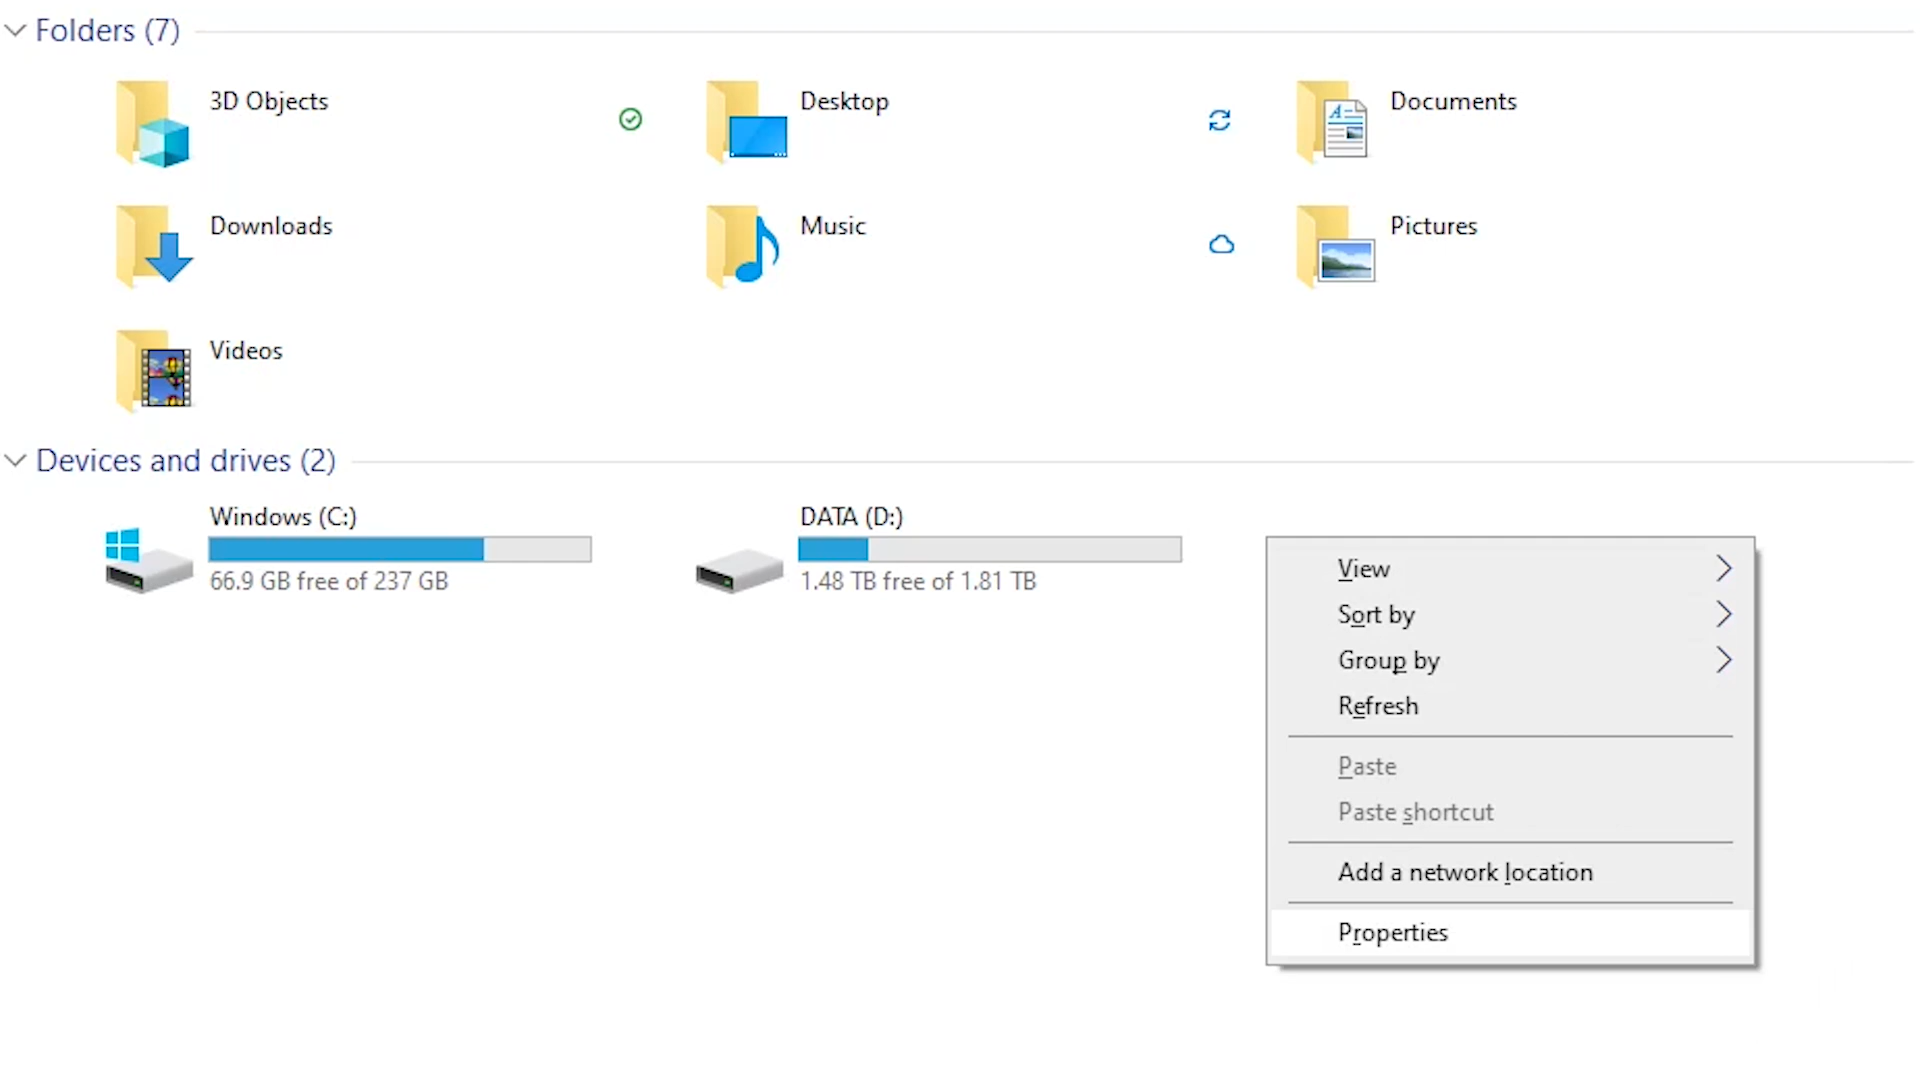 Folders (7)
3D Objects
Desktop
Documents
Downloads
Music
Pictures
Videos
Devices and drives (2)
Windows (C:)
66.9 GB free of 237 GB
DATA (D:)
1.48 TB free of 1.81 TB
View
Sort by
Group by
Refresh
Paste
Paste shortcut
Add a network location
Properties